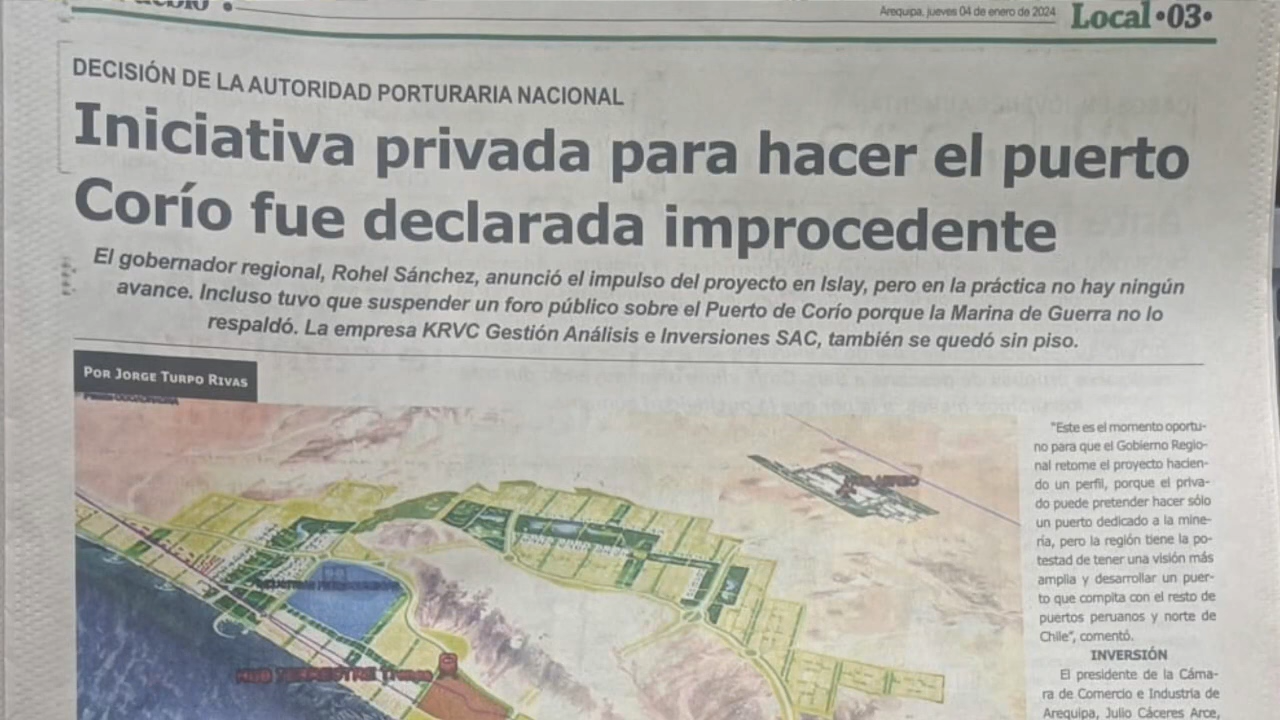 Arequipa, jueves 04 de enero de 2024 Local •03•
DECISIÓN DE LA AUTORIDAD PORTURARIA NACIONAL
Iniciativa privada para hacer el puerto
Corío fue declarada improcedente
El gobernador regional, Rohel Sánchez, anunció el impulso del proyecto en Islay, pero en la práctica no hay ningún
avance. Incluso tuvo que suspender un foro público sobre el Puerto de Corío porque la Marina de Guerra no lo
respaldó. La empresa KRVC Gestión Análisis e Inversiones SAC, también se quedó sin piso.
POR JORGE TURPO RIVAS
HUB TERRESTRE
"Este es el momento oportu-
no para que el Gobierno Regio-
nal retome el proyecto hacien-
do un perfil, porque el priva-
do puede pretender hacer sólo
un puerto dedicado a la mine-
ría, pero la región tiene la po-
testad de tener una visión más
amplia y desarrollar un puer-
to que compita con el resto de
puertos peruanos y norte de
Chile", comentó.
INVERSIÓN
El presidente de la Cáma-
ra de Comercio e Industria de
Arequipa, Julio Cáceres Arce,